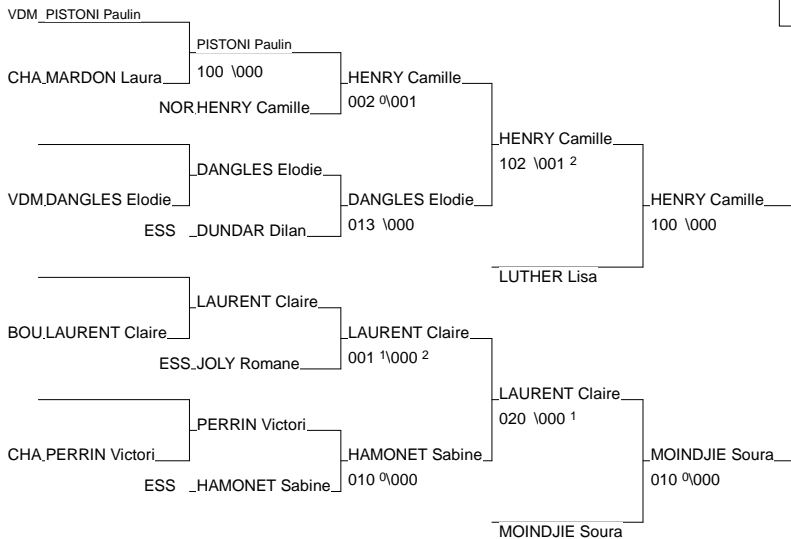 VDM PISTONI Paulin
PISTONI Paulin
CHA MARDON Laura
100 \000
HENRY Camille
NOR HENRY Camille
002 0\001
HENRY Camille
102 \001 2
DANGLES Elodie
VDM DANGLES Elodie
DANGLES Elodie
HENRY Camille
ESS DUNDAR Dilan
013 \000
100 \000
LUTHER Lisa
LAURENT Claire
BOU LAURENT Claire
LAURENT Claire
ESS JOLY Romane
001 1\000 2
LAURENT Claire
020 \000 1
PERRIN Victori
CHA PERRIN Victori
HAMONET Sabine
MOINDJIE Soura
ESS HAMONET Sabine
010 0\000
010 0\000
MOINDJIE Soura